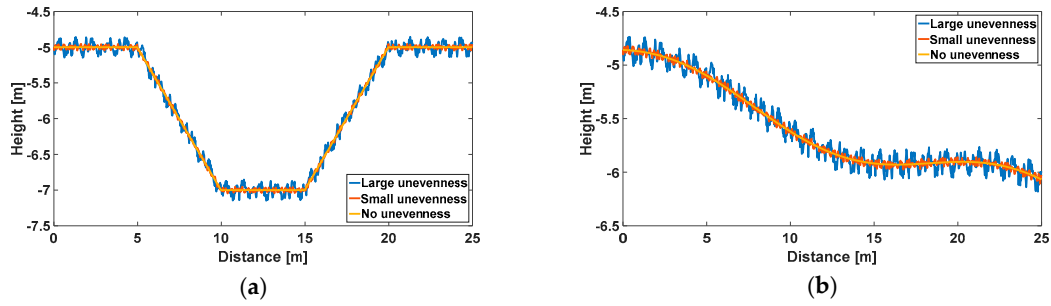 -4.5
-5
-5.5
-6
-6.5
-7
-7.5
Height [m]
0 5 10 15 20 25
Distance [m]
Large unevenness
Small unevenness
No unevenness
(a)
-4.5
-5
-5.5
-6
-6.5
Height [m]
0 5 10 15 20 25
Distance [m]
Large unevenness
Small unevenness
No unevenness
(b)